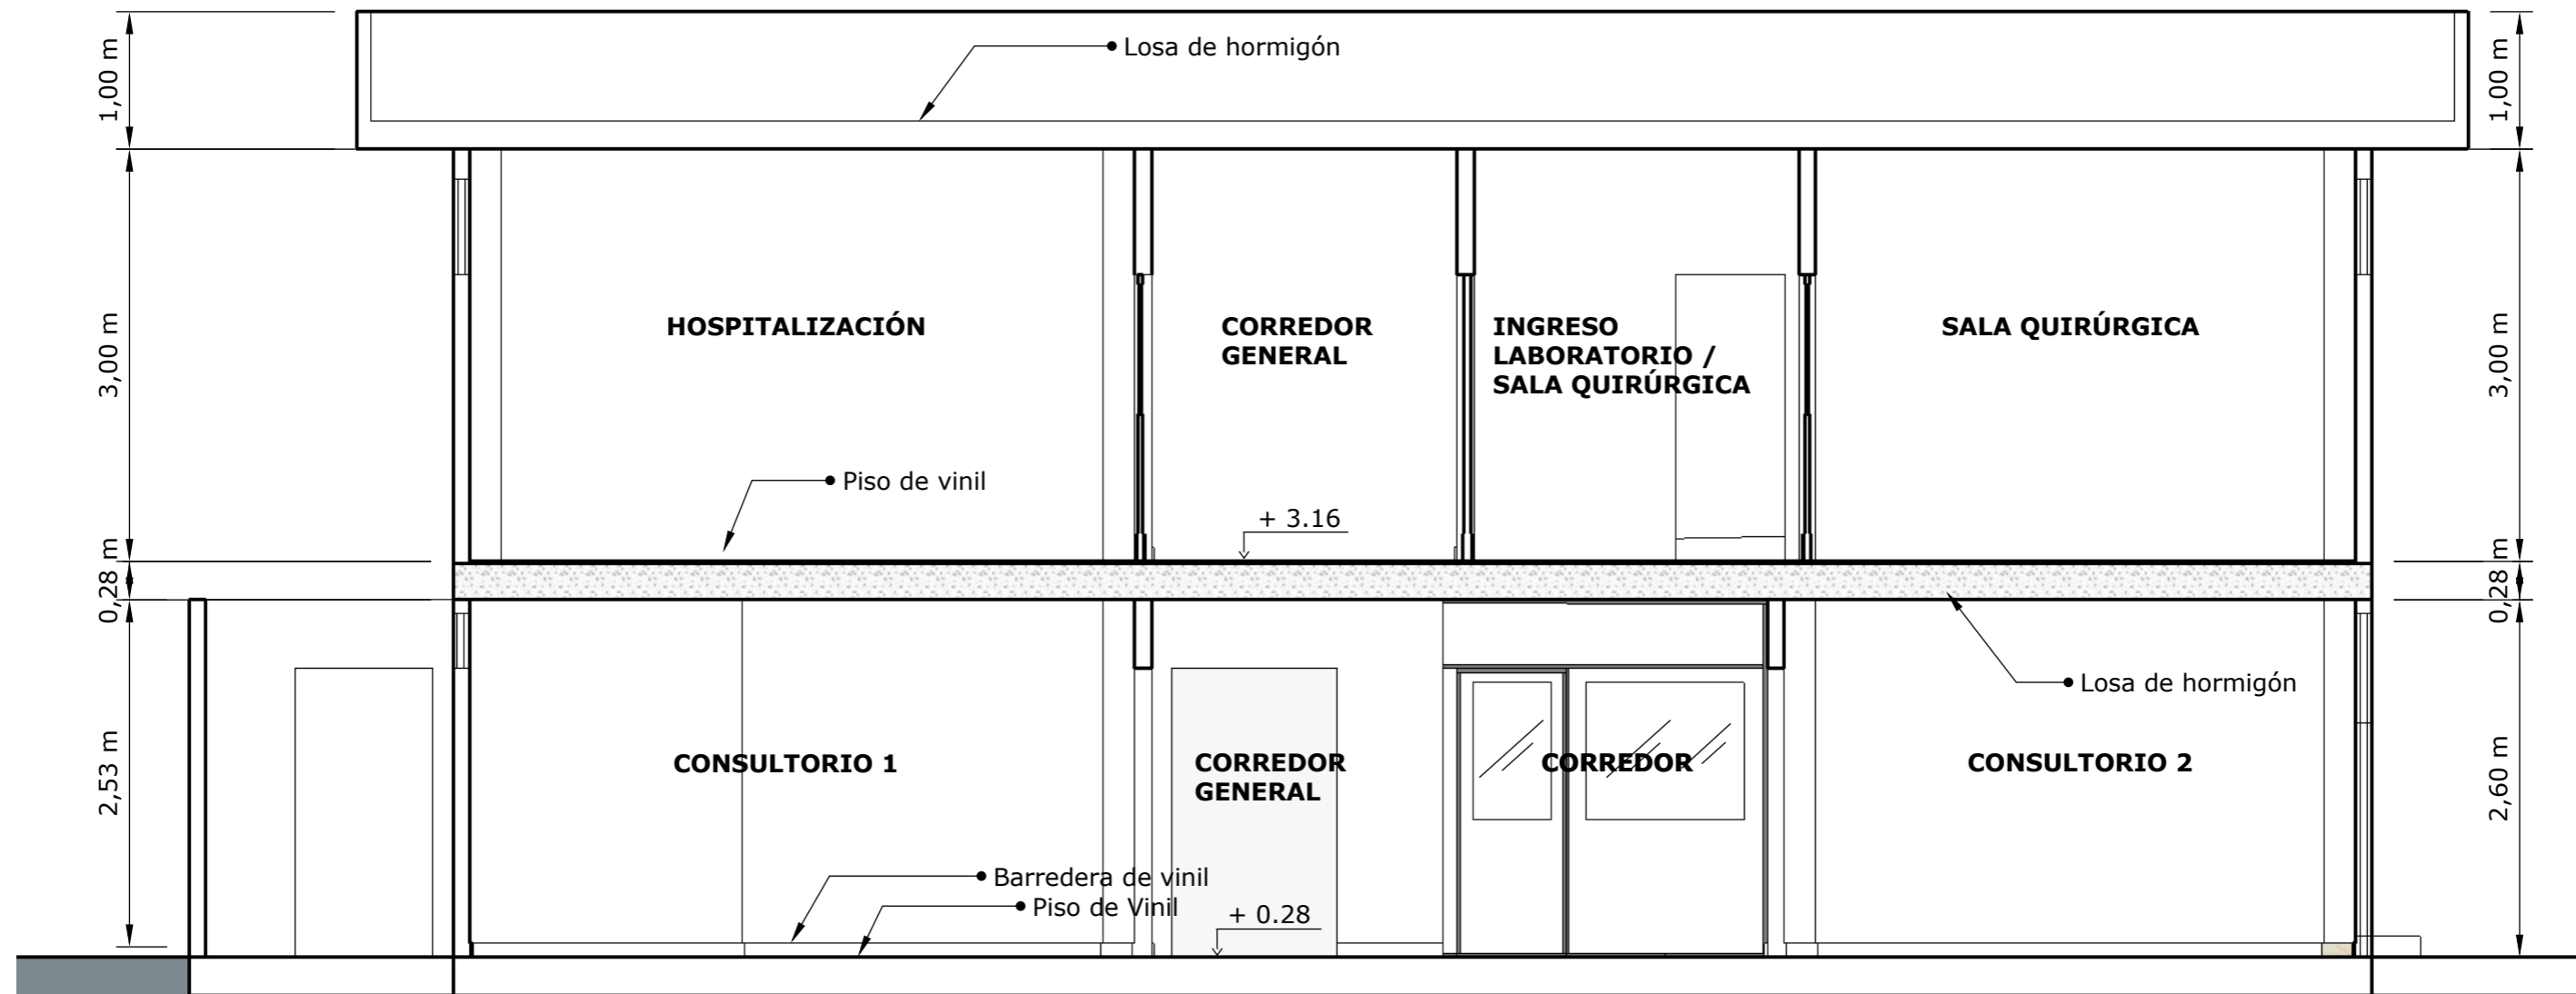 1,00 m
Losa de hormigón
1,00 m
3,00 m
HOSPITALIZACIÓN
CORREDOR
GENERAL
INGRESO
LABORATORIO /
SALA QUIRÚRGICA
SALA QUIRÚRGICA
3,00 m
Piso de vinil
+ 3.16
0,28 m
0,28 m
Losa de hormigón
2,53 m
CONSULTORIO 1
CORREDOR
GENERAL
CORREDOR
CONSULTORIO 2
2,60 m
Barredera de vinil
Piso de Vinil
+ 0.28